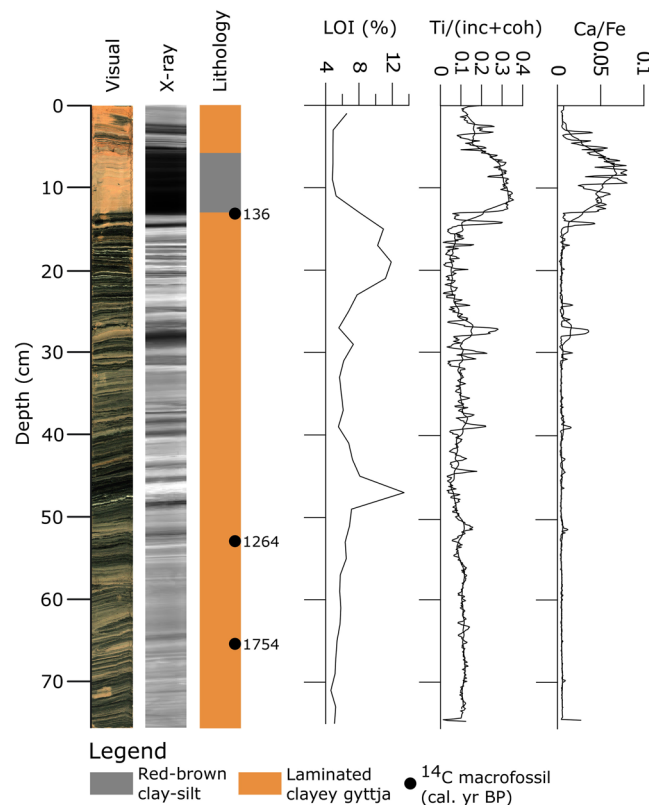 Visual
X-ray
Lithology
LOI (%)
Ti/(inc+coh)
Ca/Fe
4
8
12
0
0.1
0.2
0.3
0.4
0
0.05
0.1
Depth (cm)
0
10
20
30
40
50
60
70
136
1264
1754
Legend
Red-brown
clay-silt
Laminated
clayey gyttja
14C macrofossil
(cal. yr BP)